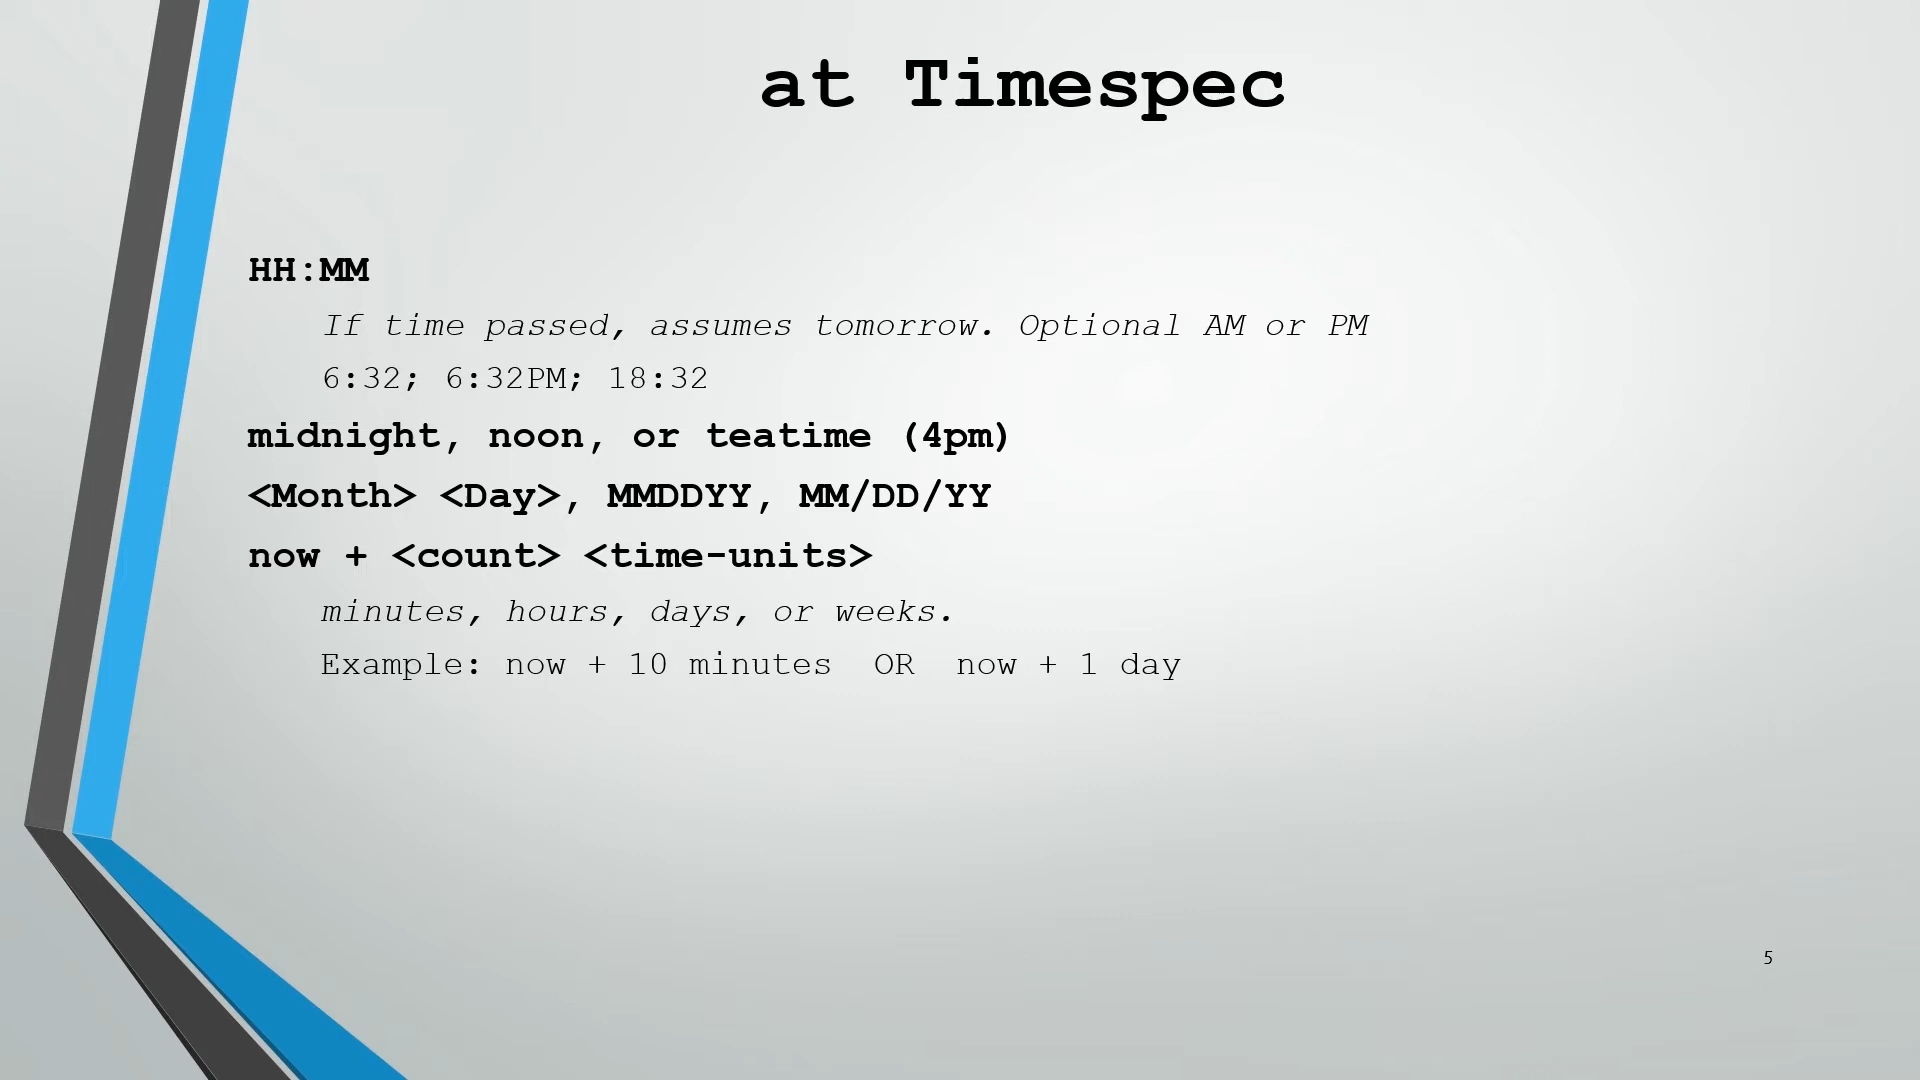 at Timespec
HH:MM
If time passed, assumes tomorrow. Optional AM or PM
6:32; 6:32PM; 18:32
midnight, noon, or teatime (4pm)
<Month> <Day>, MMDDYY, MM/DD/YY
now + <count> <time-units>
minutes, hours, days, or weeks.
Example: now + 10 minutes  OR  now + 1 day
5